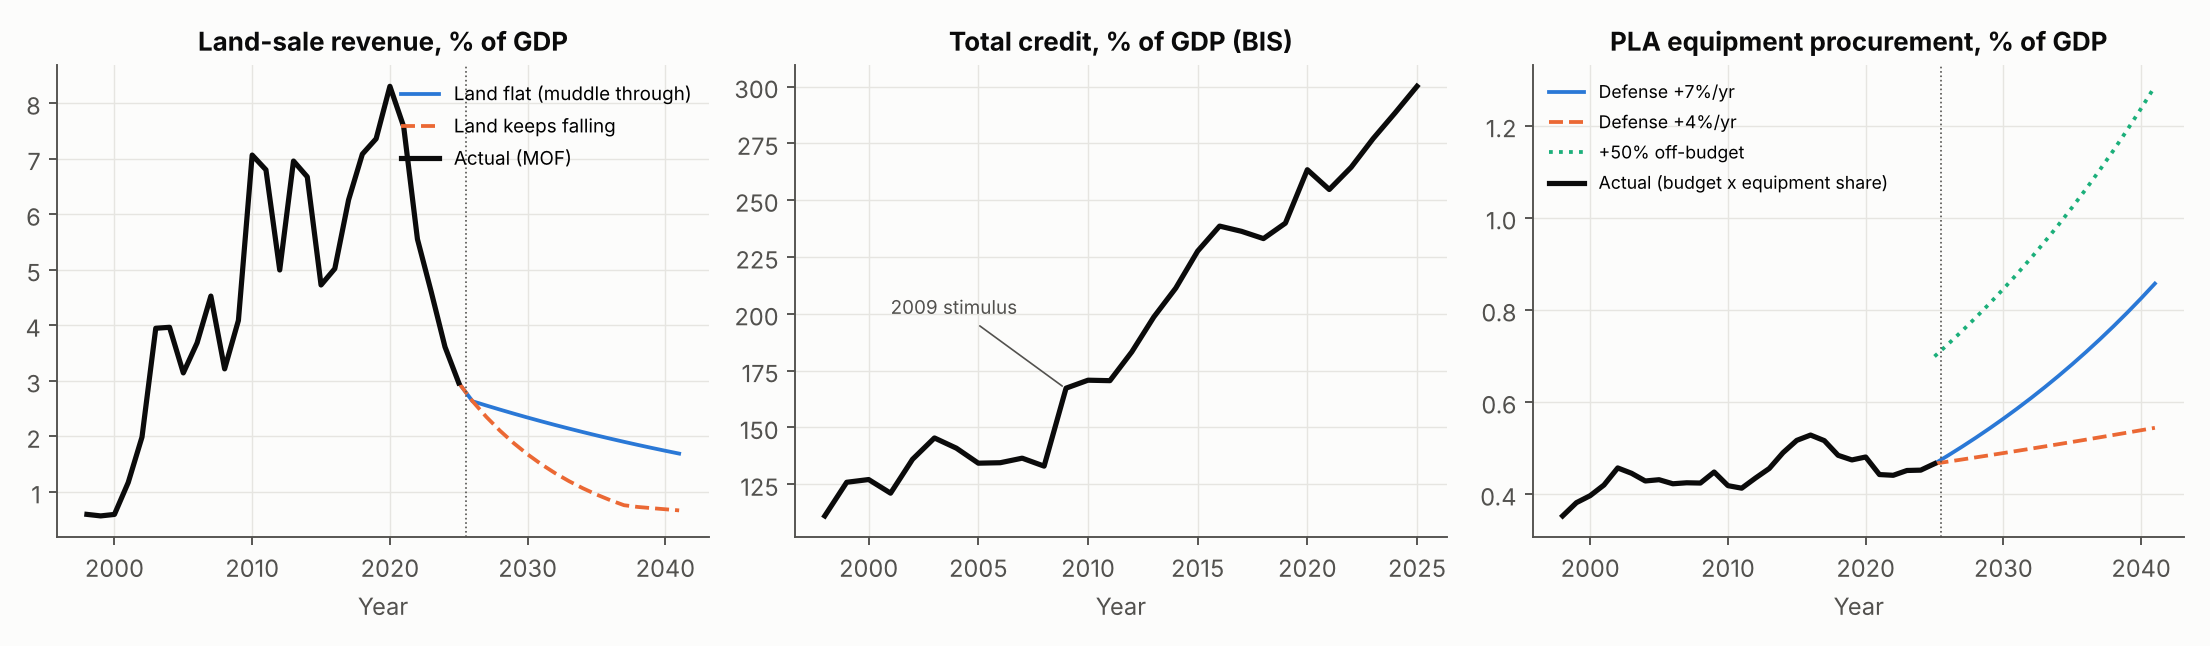 Land-sale revenue, % of GDP
8
7
6
5
4
3
2
1
Land flat (muddle through)
Land keeps falling
Actual (MOF)
2000
2010
2020
2030
2040
Year
Total credit, % of GDP (BIS)
300
275
250
225
200
175
150
125
2009 stimulus
2000
2005
2010
2015
2020
2025
Year
PLA equipment procurement, % of GDP
1.2
1.0
0.8
0.6
0.4
Defense +7%/yr
Defense +4%/yr
+50% off-budget
Actual (budget x equipment share)
2000
2010
2020
2030
2040
Year